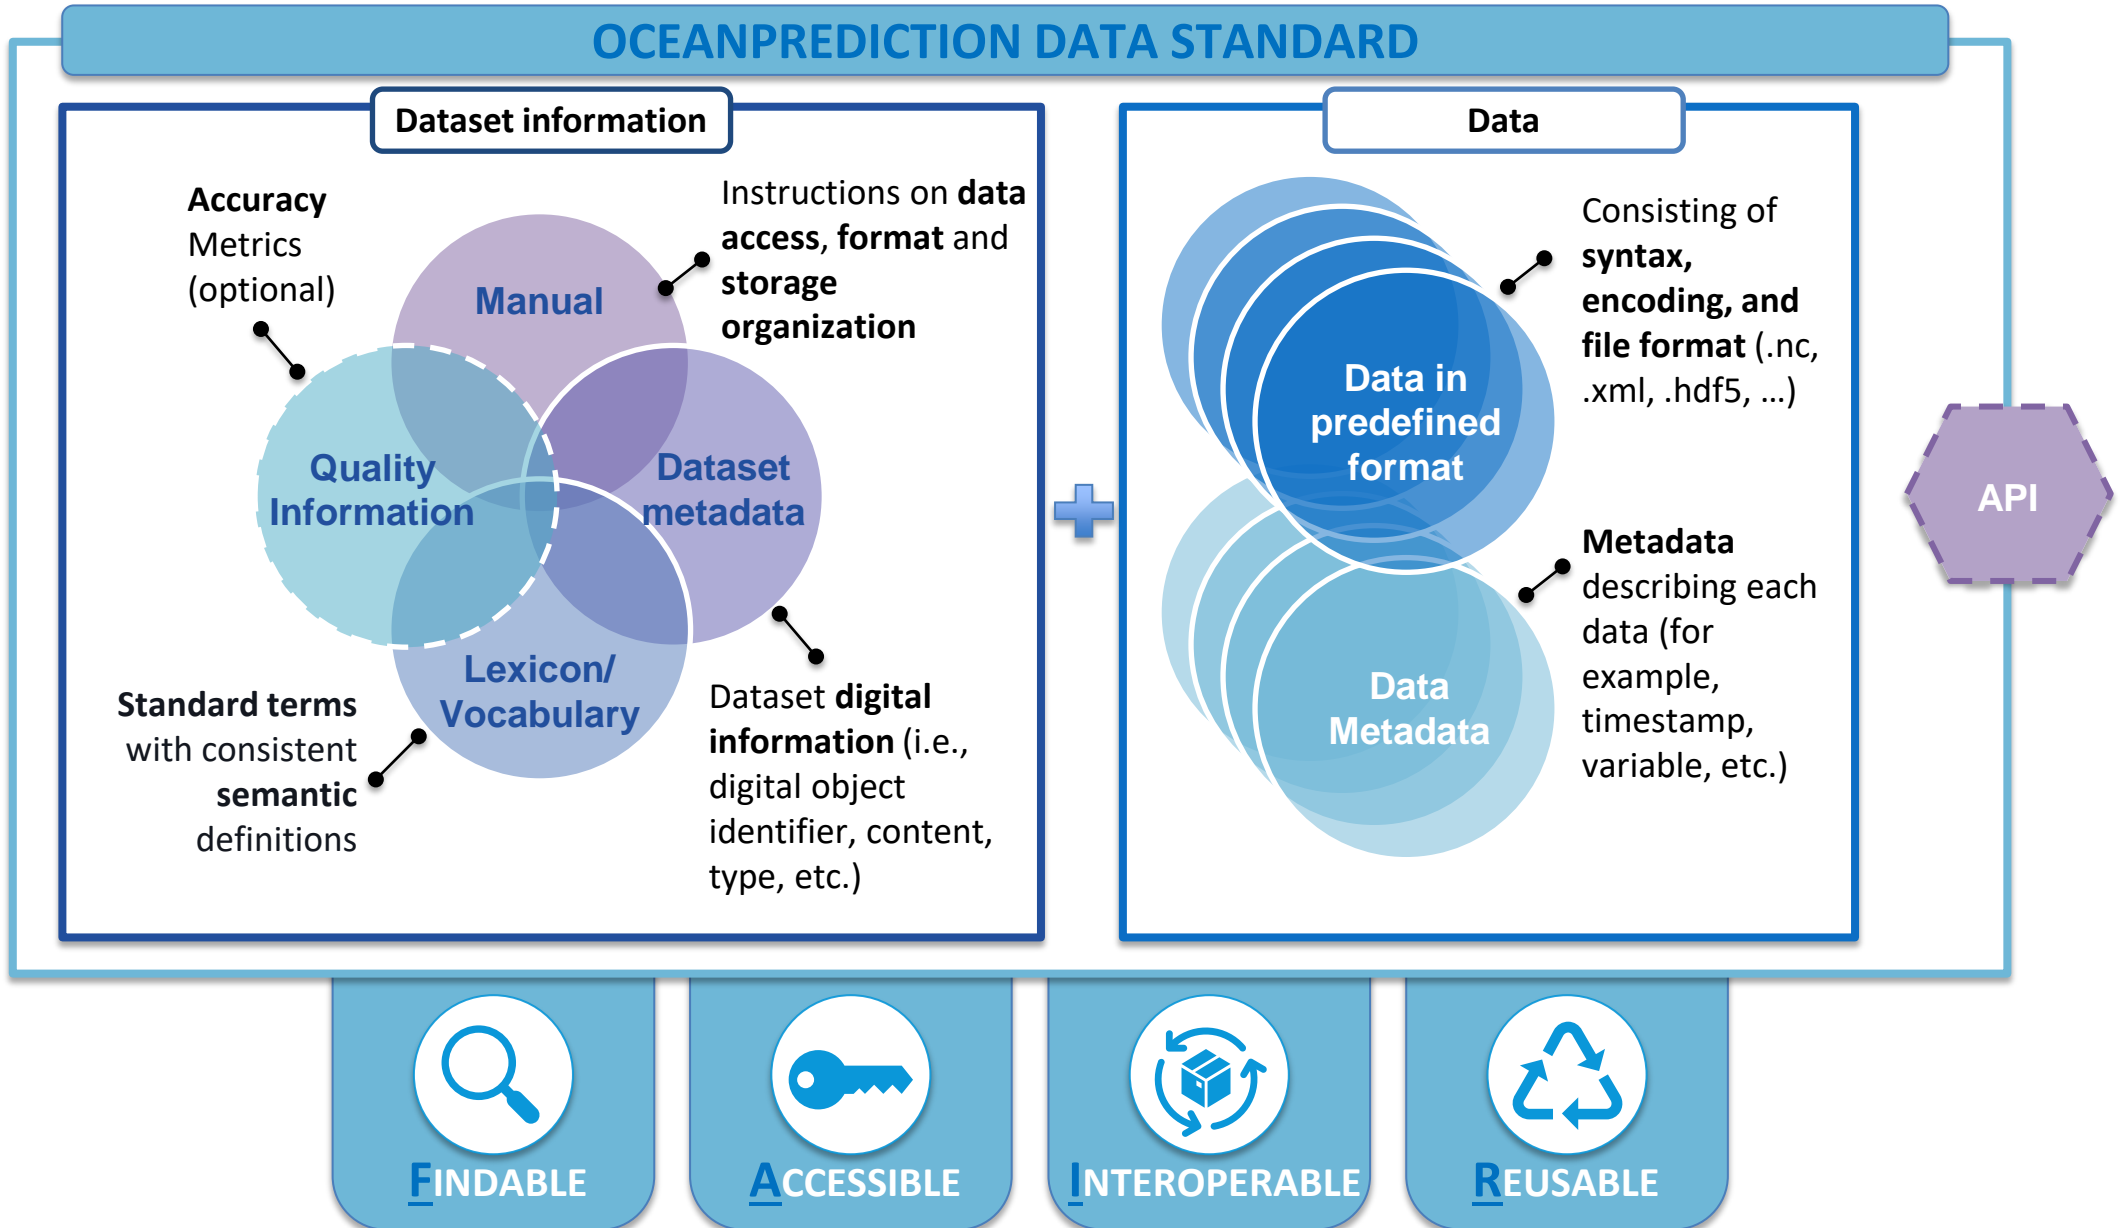 OCEANPREDICTION DATA STANDARD
Dataset information
Accuracy
Metrics
(optional)
Instructions on data
access, format and
storage
organization
Manual
Quality
Information
Dataset
metadata
Lexicon/
Vocabulary
Standard terms
with consistent
semantic
definitions
Dataset digital
information (i.e.,
digital object
identifier, content,
type, etc.)
Data
Data in
predefined
format
Consisting of
syntax,
encoding, and
file format (.nc,
.xml, .hdf5, ...)
Data
Metadata
Metadata
describing each
data (for
example,
timestamp,
variable, etc.)
API
FINDABLE
ACCESSIBLE
INTEROPERABLE
REUSABLE